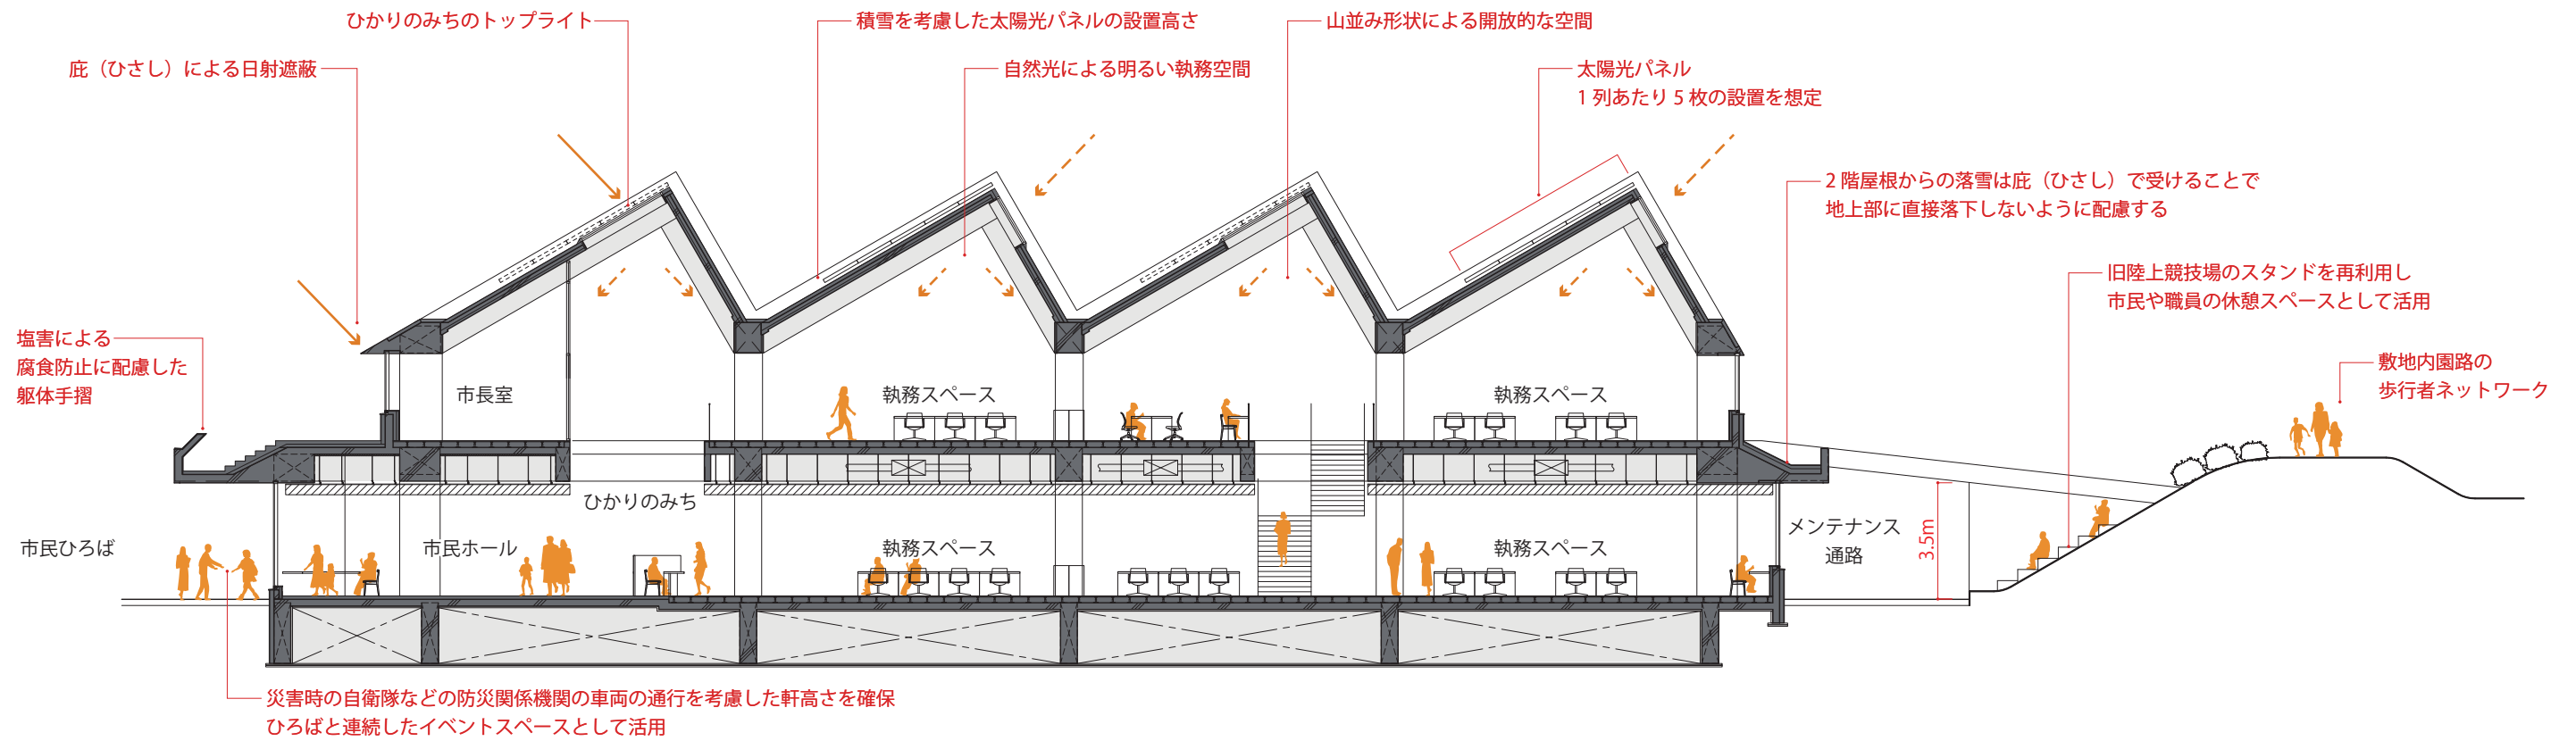 ひかりのみちのトップライト
積雪を考慮した太陽光パネルの設置高さ
山並み形状による開放的な空間
庇（ひさし）による日射遮蔽
自然光による明るい執務空間
太陽光パネル
1 列あたり 5 枚の設置を想定
2 階屋根からの落雪は庇（ひさし）で受けることで
地上部に直接落下しないように配慮する
旧陸上競技場のスタンドを再利用し
市民や職員の休憩スペースとして活用
塩害による
腐食防止に配慮した
躯体手摺
敷地内園路の
歩行者ネットワーク
市長室
執務スペース
執務スペース
ひかりのみち
市民ひろば
市民ホール
執務スペース
執務スペース
メンテナンス
通路
3.5m
災害時の自衛隊などの防災関係機関の車両の通行を考慮した軒高さを確保
ひろばと連続したイベントスペースとして活用